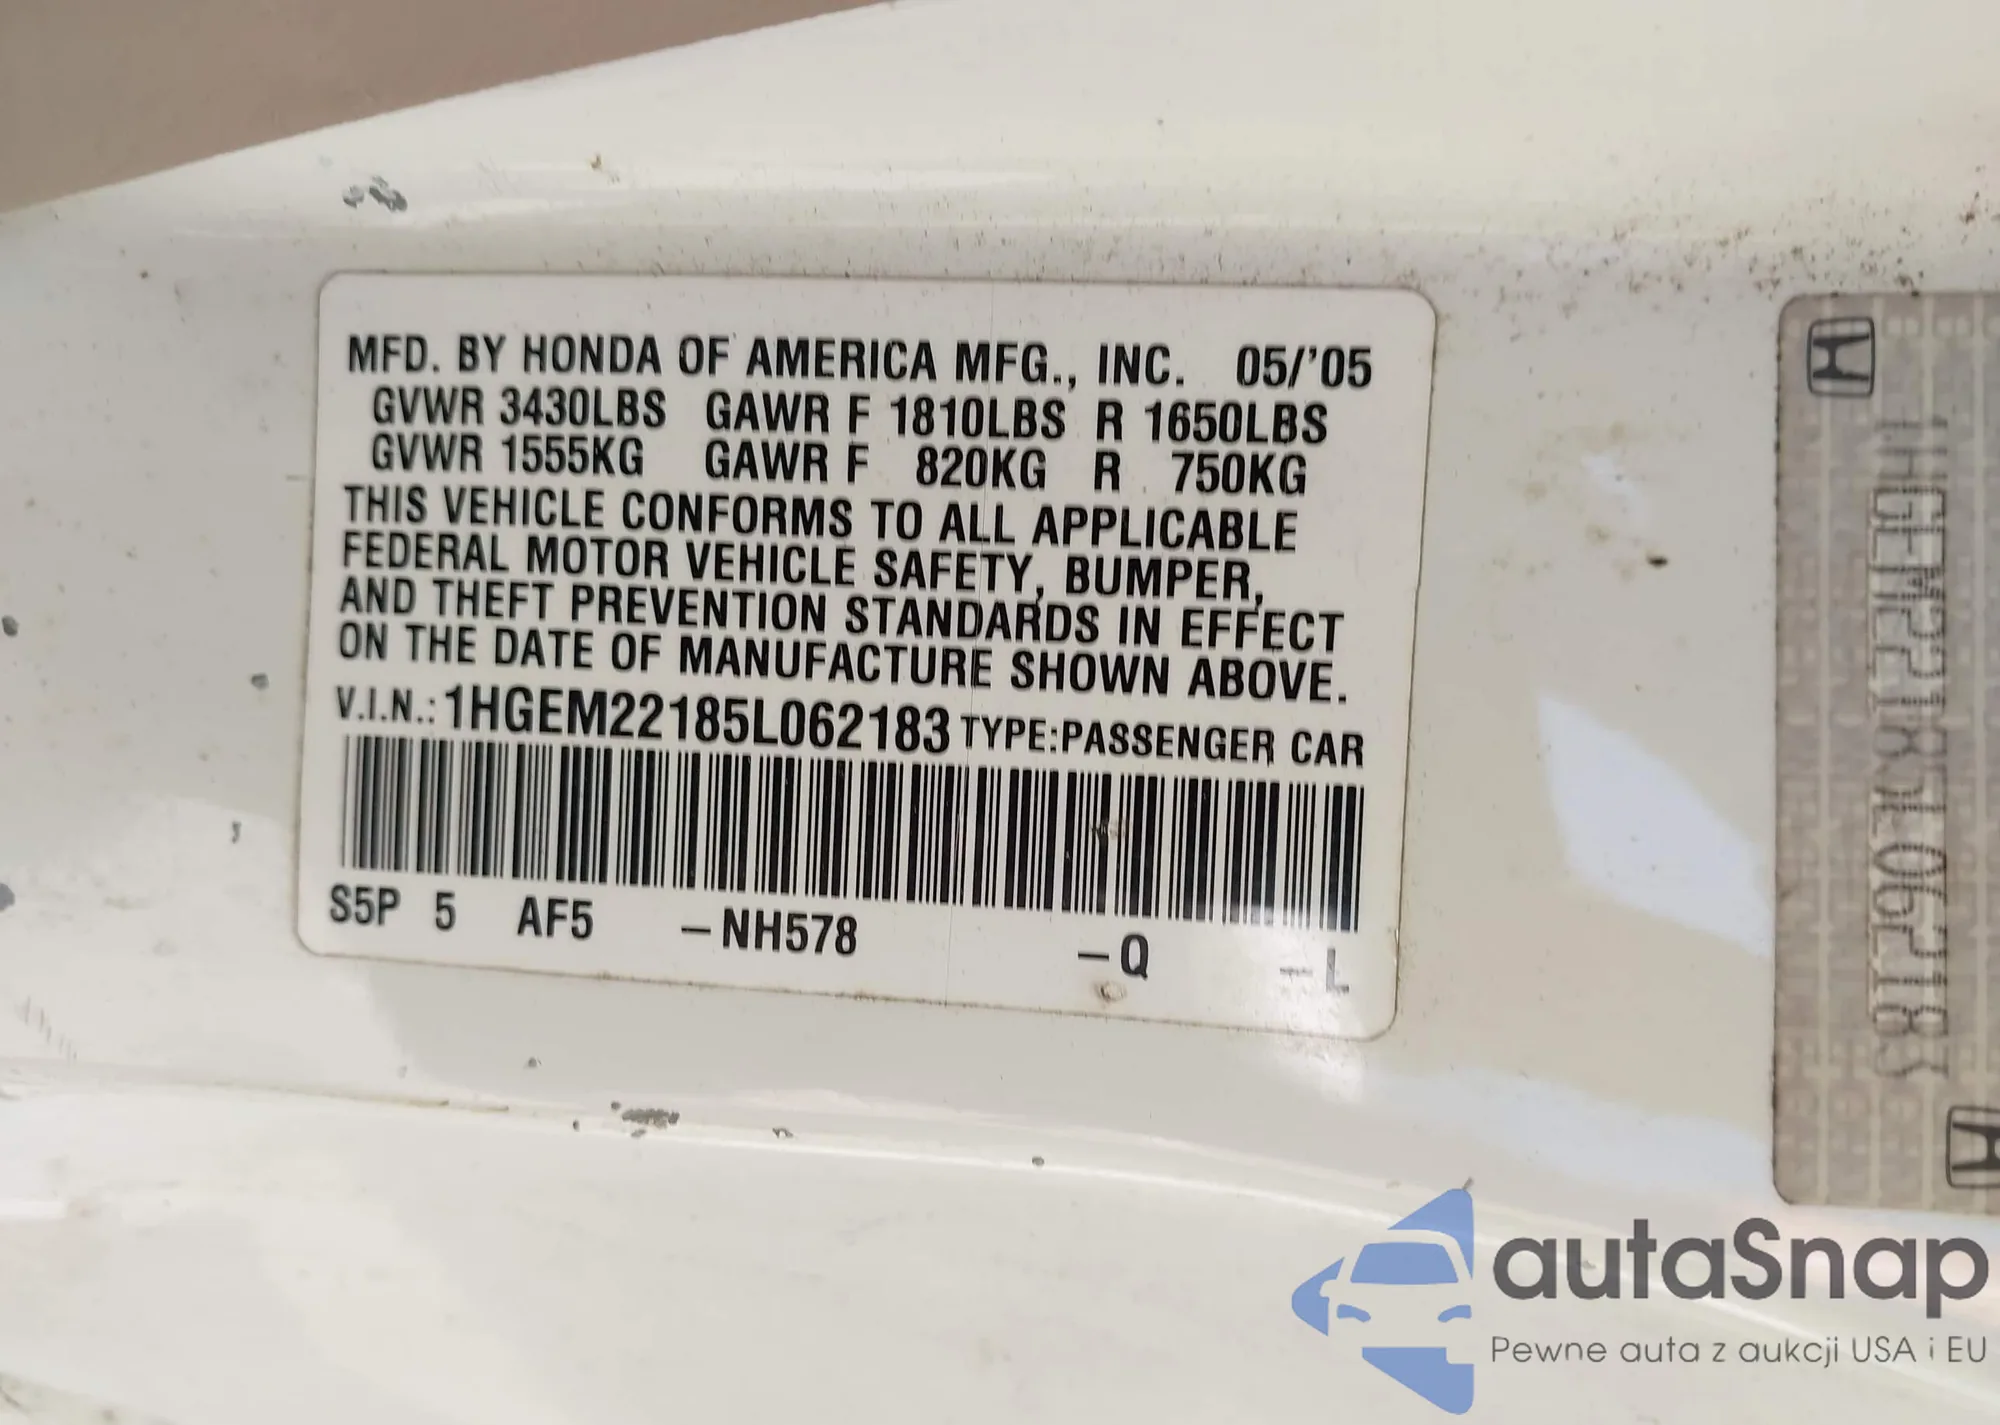 MFD. BY HONDA OF AMERICA MFG., INC. 05/'05
GVWR 3430LBS GAWR F 1810LBS R 1650LBS
GVWR 1555KG GAWR F 820KG R 750KG
THIS VEHICLE CONFORMS TO ALL APPLICABLE
FEDERAL MOTOR VEHICLE SAFETY, BUMPER,
AND THEFT PREVENTION STANDARDS IN EFFECT
ON THE DATE OF MANUFACTURE SHOWN ABOVE.
V.I.N.: 1HGEM22185L062183 TYPE:PASSENGER CAR
S5P 5 AF5 –NH578 –Q –L
1HGEM22185L062183
autaSnap
Pewne auta z aukcji USA i EU